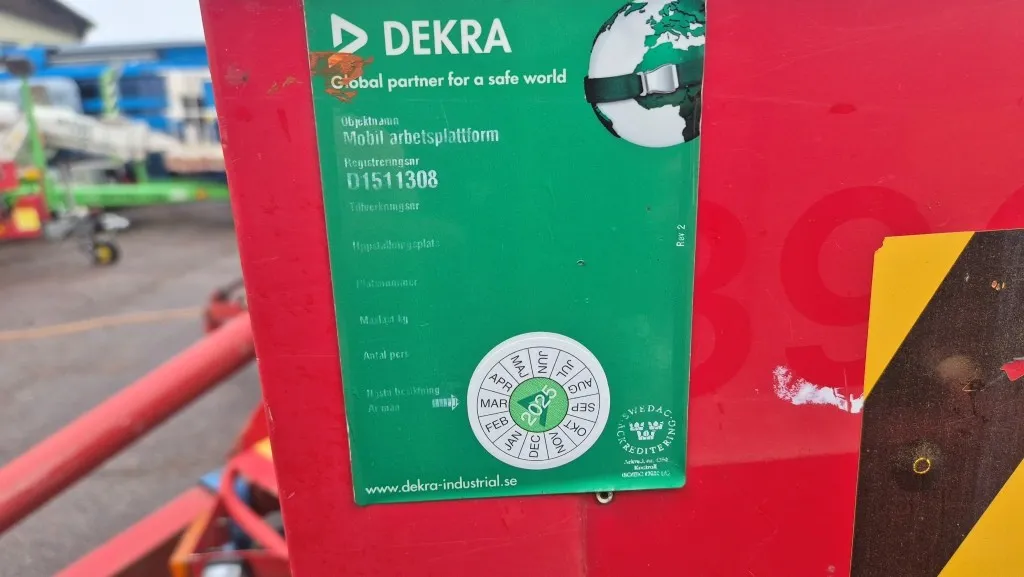 DEKRA
Global partner for a safe world
Objektnamn
Mobil arbetsplattform
Registreringsnr
D1511308
Tillverkningsnr
Uppställningsplats
Platsnummer
Maxlast kg
Antal pers
Nästa besiktning
År mån
2025
JAN
FEB
MAR
APR
MAJ
JUN
JUL
AUG
SEP
OKT
NOV
DEC
Rev 2
SWEDAC
ACKREDITERING
Kontroll
www.dekra-industrial.se